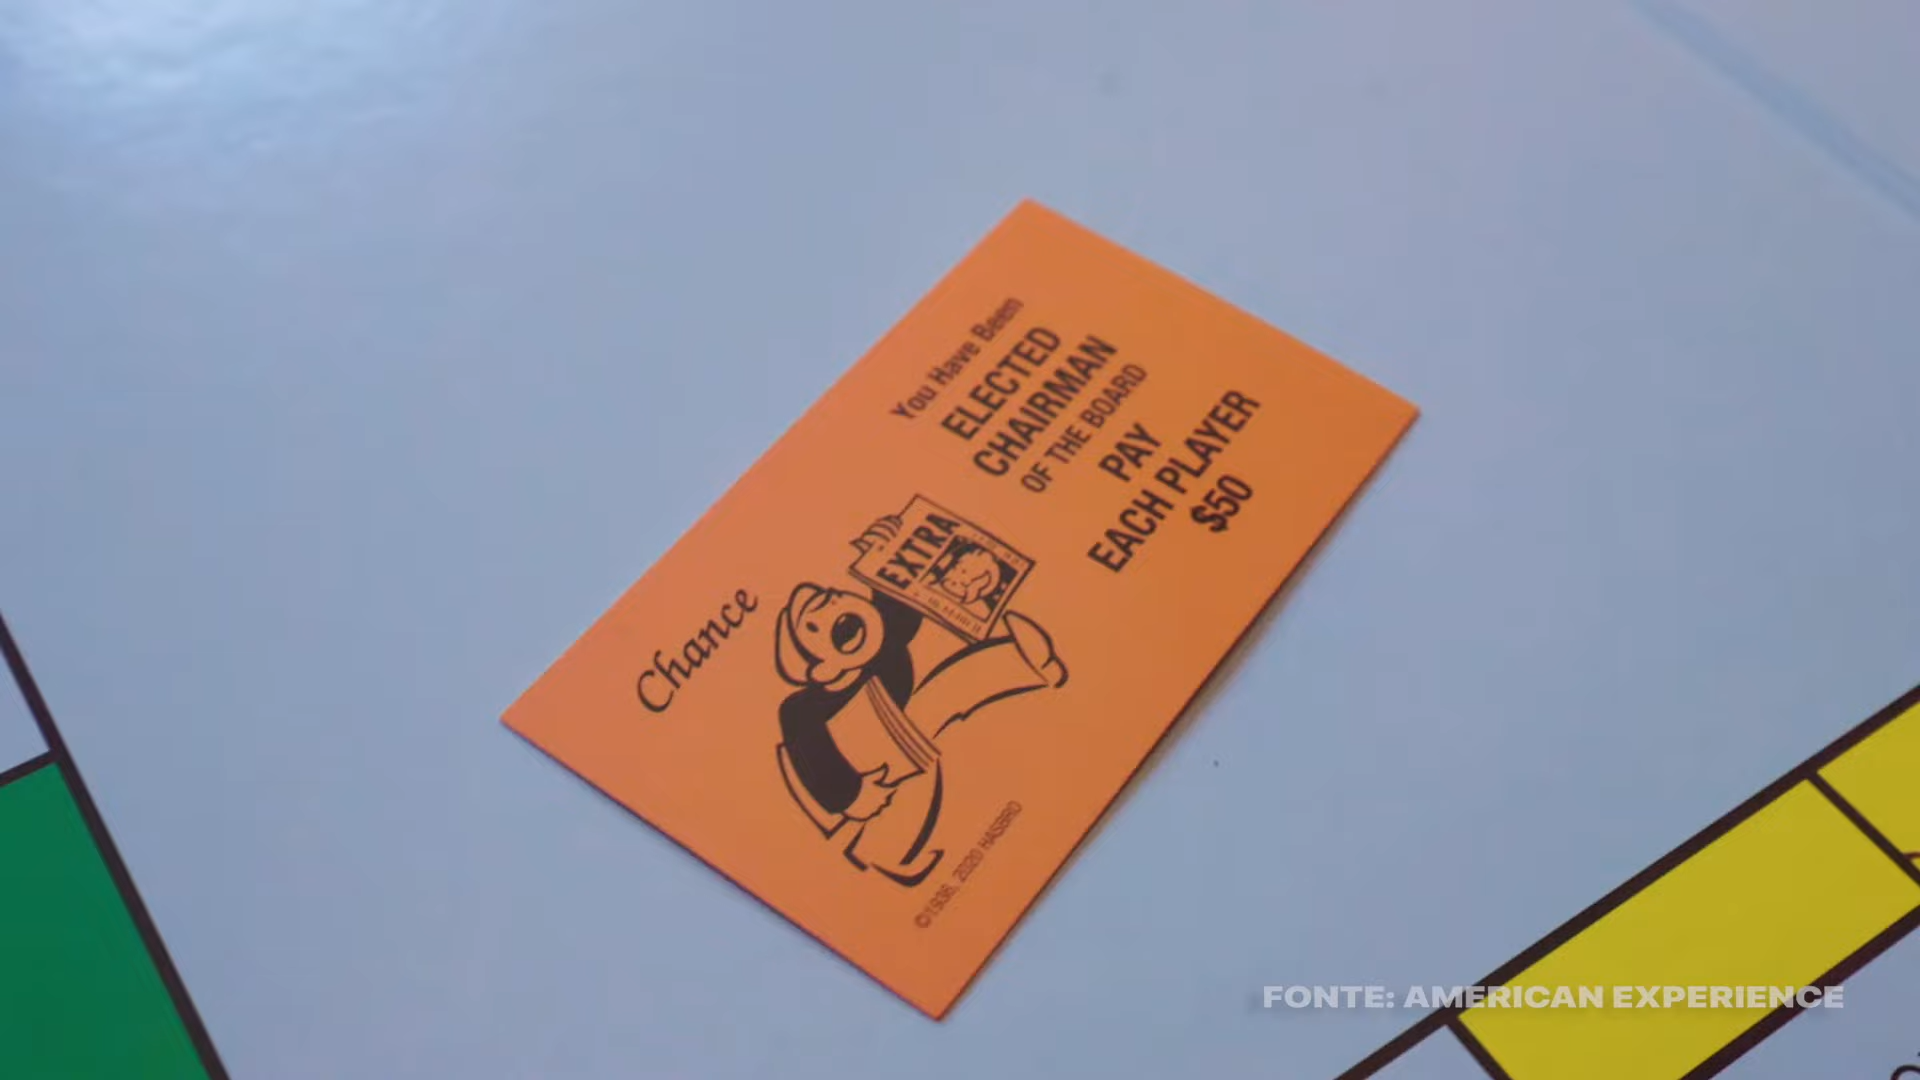 You Have Been
ELECTED
CHAIRMAN
OF THE BOARD
PAY
EACH PLAYER
$50
EXTRA
Chance
©1936, 2020 HASBRO
FONTE: AMERICAN EXPERIENCE